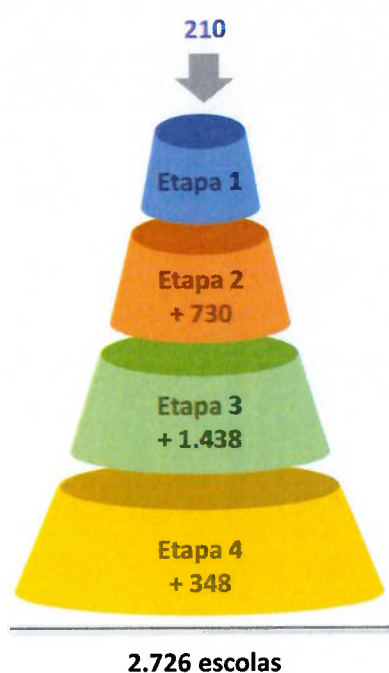 210
Etapa 1
Etapa 2
+ 730
Etapa 3
+ 1.438
Etapa 4
+ 348
2.726 escolas